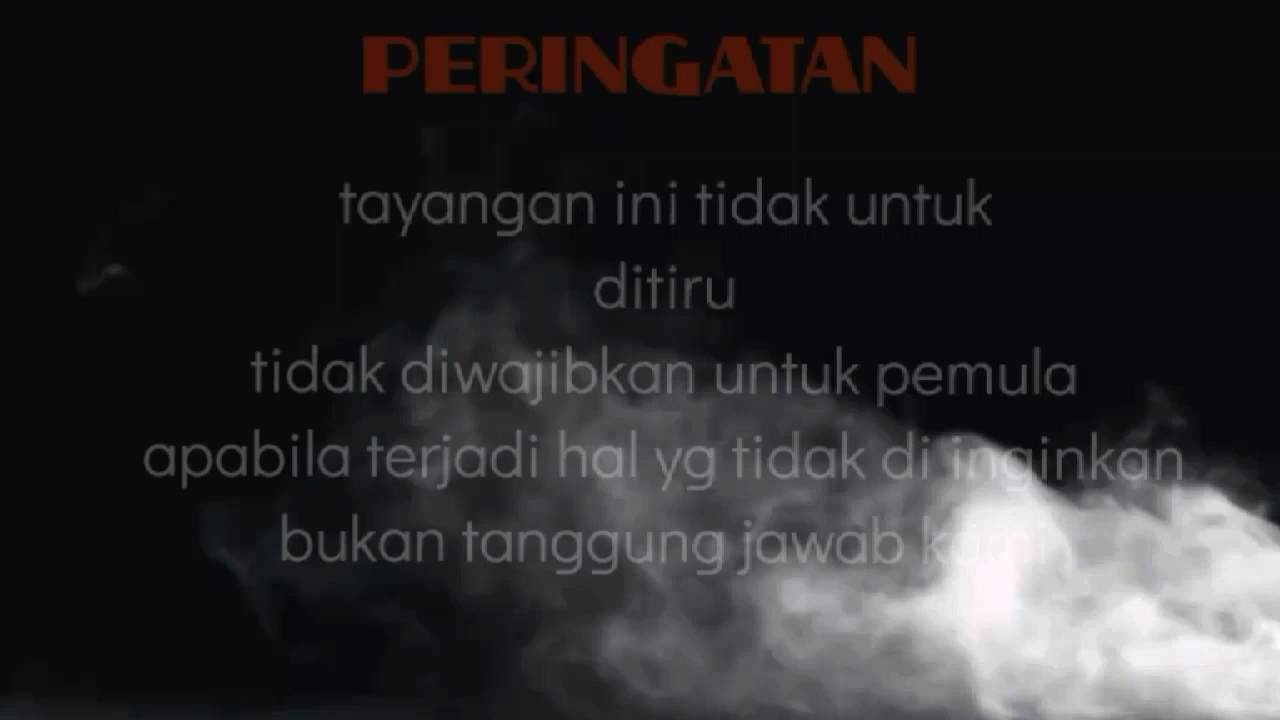 PERINGATAN
tayangan ini tidak untuk
ditiru
tidak diwajibkan untuk pemula
apabila terjadi hal yg tidak di inginkan
bukan tanggung jawab kami